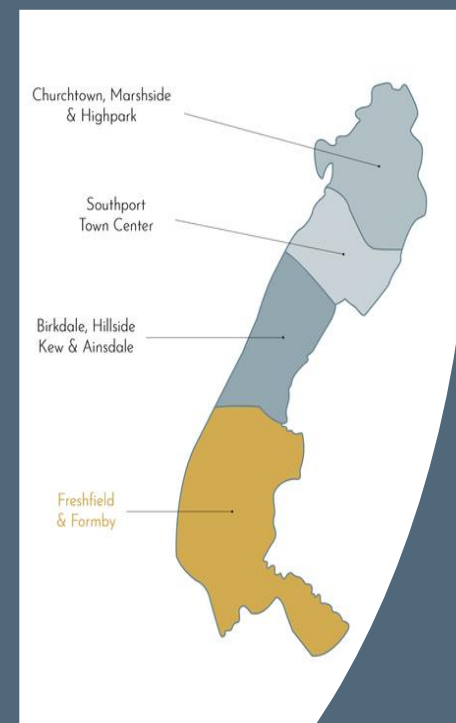 Churchtown, Marshside
& Highpark
Southport
Town Center
Birkdale, Hillside
Kew & Ainsdale
Freshfield
& Formby